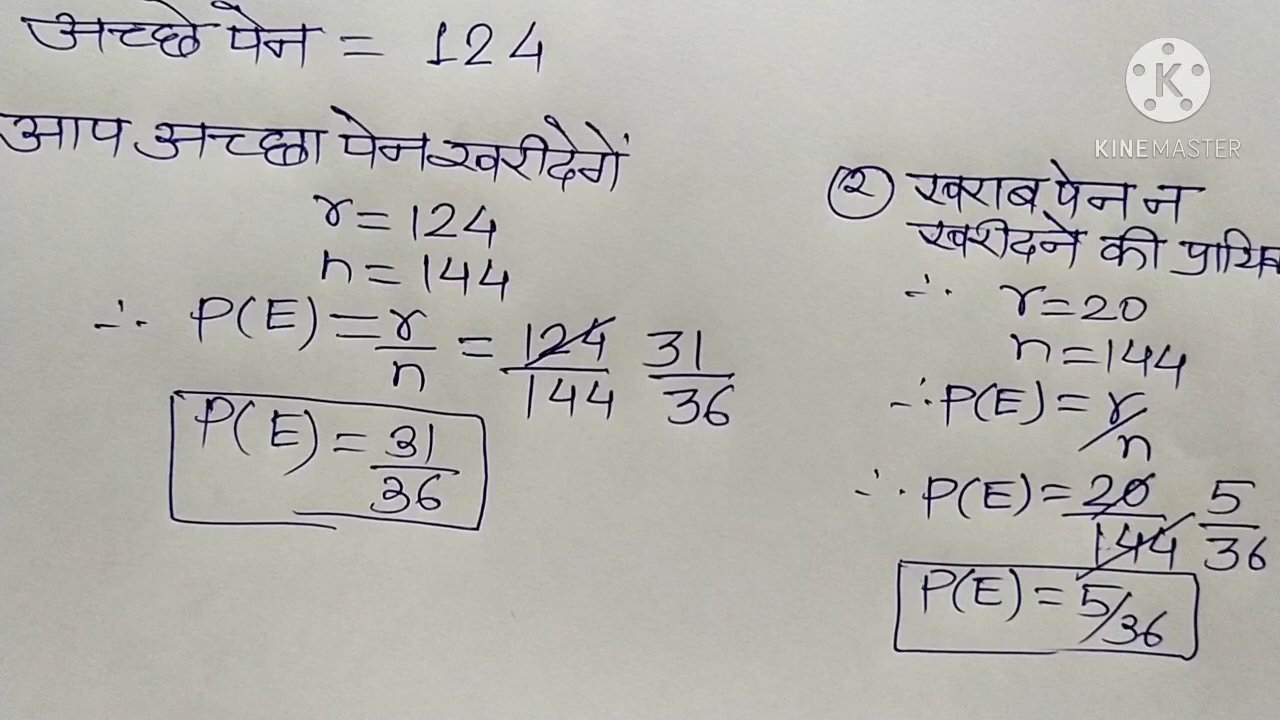 अच्छे पेन = 124
आप अच्छा पेन खरीदेगें
r = 124
n = 144
∴ P(E) = r/n = 124/144 31/36
P(E) = 31/36
(२) खराब पेन न
खरीदने की प्रायिक
∴ r = 20
n = 144
∴ P(E) = r/n
∴ P(E) = 20/144 5/36
P(E) = 5/36
K
KINEMASTER